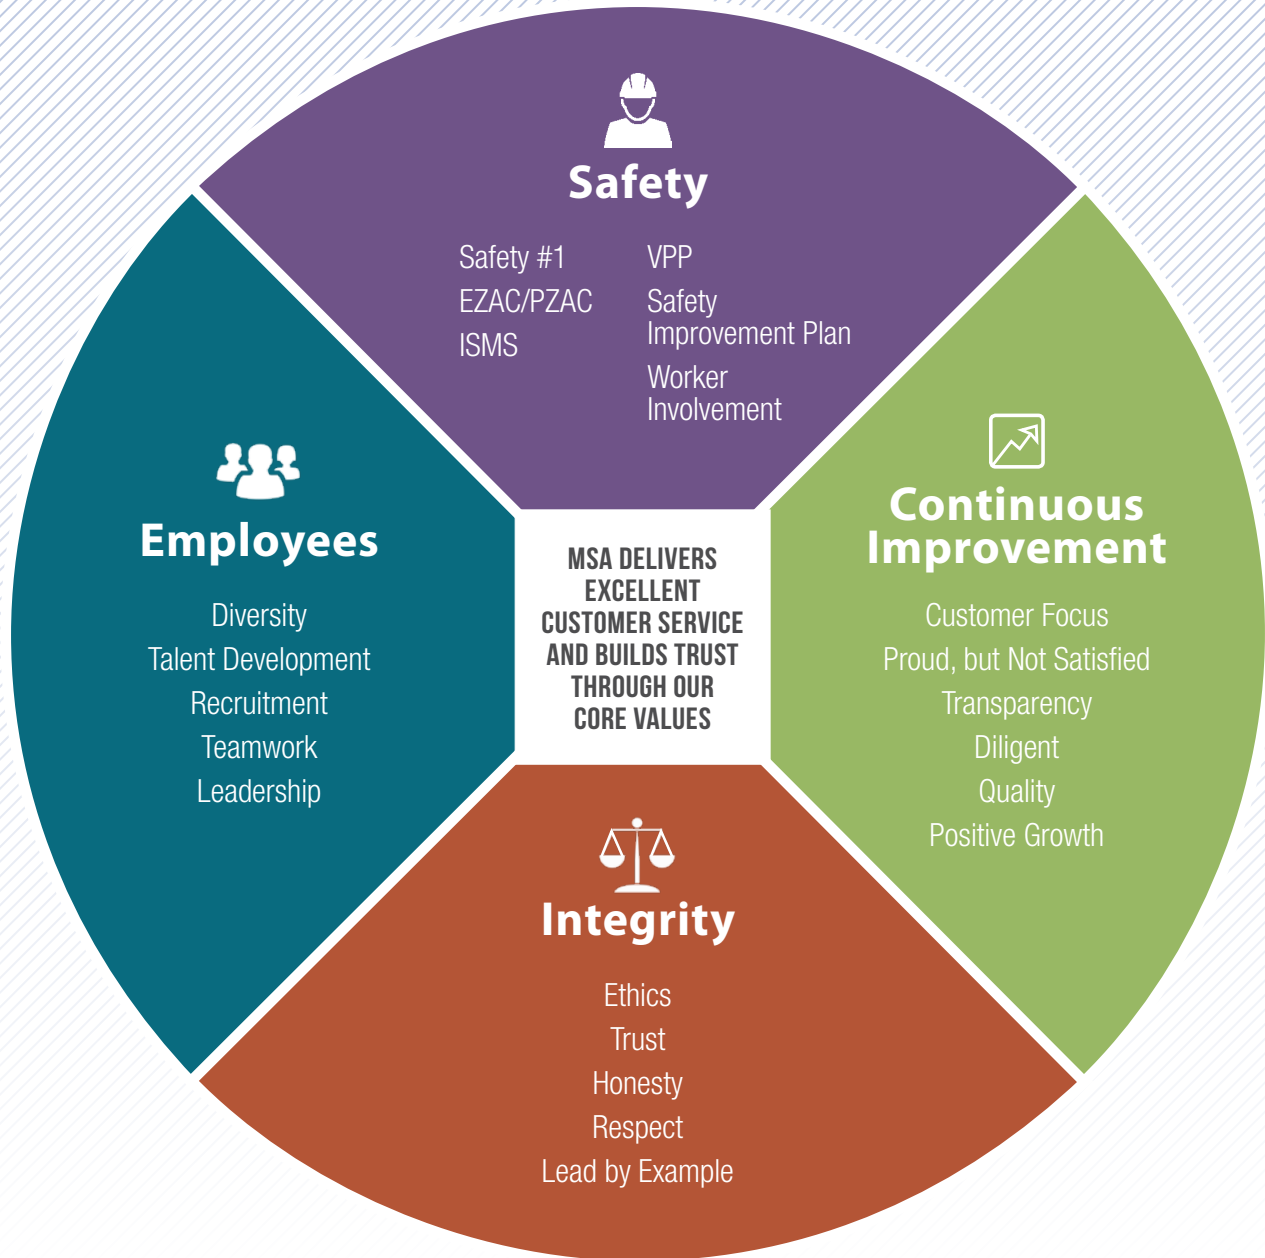 Safety
Safety #1
EZAC/PZAC
ISMS
VPP
Safety
Improvement Plan
Worker
Involvement
Employees
Diversity
Talent Development
Recruitment
Teamwork
Leadership
MSA DELIVERS
EXCELLENT
CUSTOMER SERVICE
AND BUILDS TRUST
THROUGH OUR
CORE VALUES
Continuous
Improvement
Customer Focus
Proud, but Not Satisfied
Transparency
Diligent
Quality
Positive Growth
Integrity
Ethics
Trust
Honesty
Respect
Lead by Example